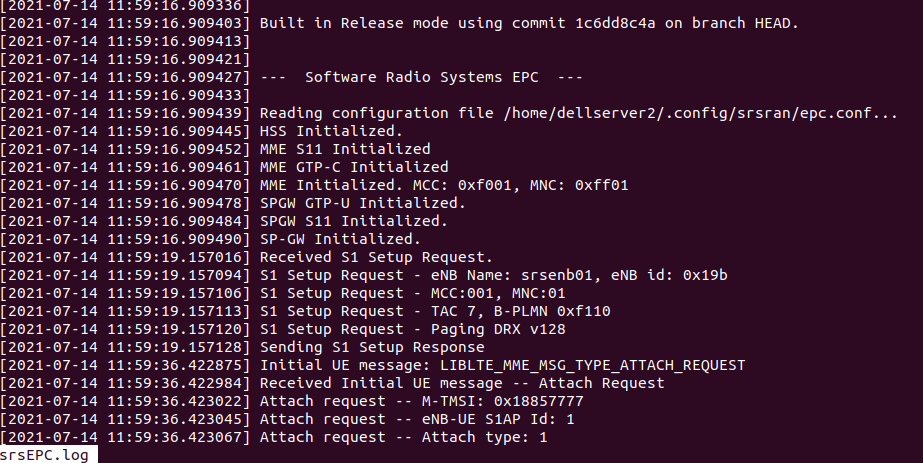 [2021-07-14 11:59:16.909336]
[2021-07-14 11:59:16.909403] Built in Release mode using commit 1c6dd8c4a on branch HEAD.
[2021-07-14 11:59:16.909413]
[2021-07-14 11:59:16.909421]
[2021-07-14 11:59:16.909427] ---  Software Radio Systems EPC  ---
[2021-07-14 11:59:16.909433]
[2021-07-14 11:59:16.909439] Reading configuration file /home/dellserver2/.config/srsran/epc.conf...
[2021-07-14 11:59:16.909445] HSS Initialized.
[2021-07-14 11:59:16.909452] MME S11 Initialized
[2021-07-14 11:59:16.909461] MME GTP-C Initialized
[2021-07-14 11:59:16.909470] MME Initialized. MCC: 0xf001, MNC: 0xff01
[2021-07-14 11:59:16.909478] SPGW GTP-U Initialized.
[2021-07-14 11:59:16.909484] SPGW S11 Initialized.
[2021-07-14 11:59:16.909490] SP-GW Initialized.
[2021-07-14 11:59:19.157016] Received S1 Setup Request.
[2021-07-14 11:59:19.157094] S1 Setup Request - eNB Name: srsenb01, eNB id: 0x19b
[2021-07-14 11:59:19.157106] S1 Setup Request - MCC:001, MNC:01
[2021-07-14 11:59:19.157113] S1 Setup Request - TAC 7, B-PLMN 0xf110
[2021-07-14 11:59:19.157120] S1 Setup Request - Paging DRX v128
[2021-07-14 11:59:19.157128] Sending S1 Setup Response
[2021-07-14 11:59:36.422875] Initial UE message: LIBLTE_MME_MSG_TYPE_ATTACH_REQUEST
[2021-07-14 11:59:36.422984] Received Initial UE message -- Attach Request
[2021-07-14 11:59:36.423022] Attach request -- M-TMSI: 0x18857777
[2021-07-14 11:59:36.423045] Attach request -- eNB-UE S1AP Id: 1
[2021-07-14 11:59:36.423067] Attach request -- Attach type: 1
srsEPC.log